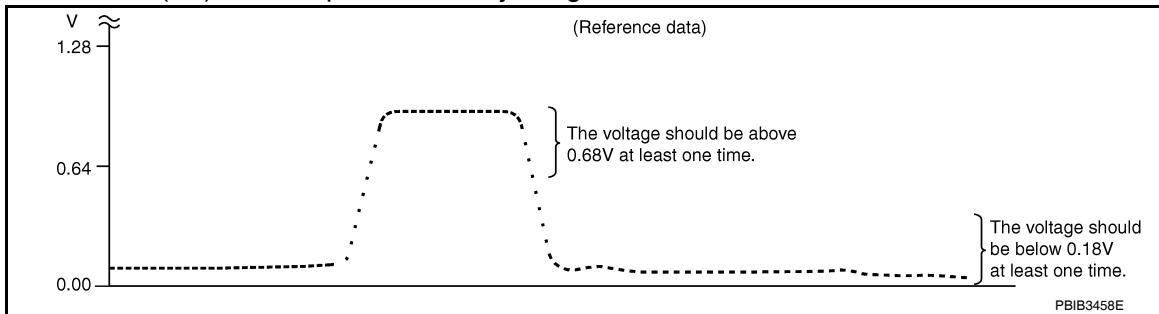 V
(Reference data)
1.28
The voltage should be above
0.68V at least one time.
0.64
The voltage should
be below 0.18V
at least one time.
0.00
PBIB3458E